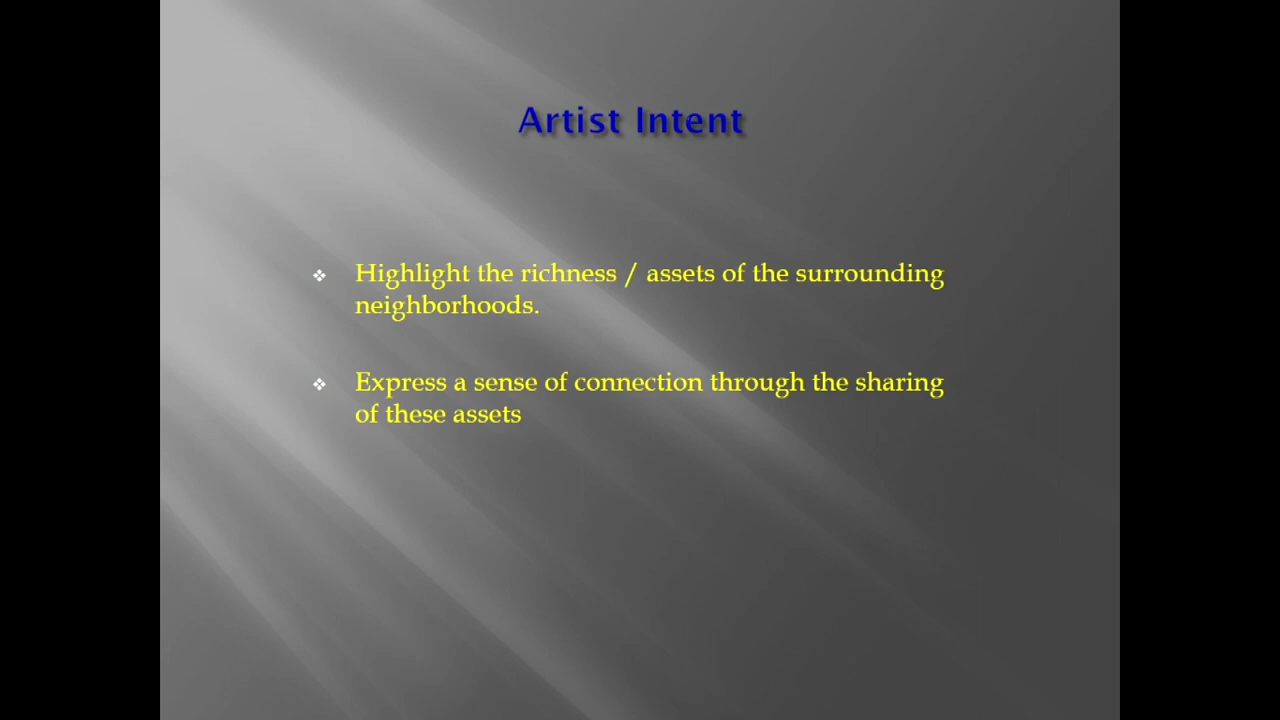 Artist Intent
❖ Highlight the richness / assets of the surrounding
neighborhoods.
❖ Express a sense of connection through the sharing
of these assets